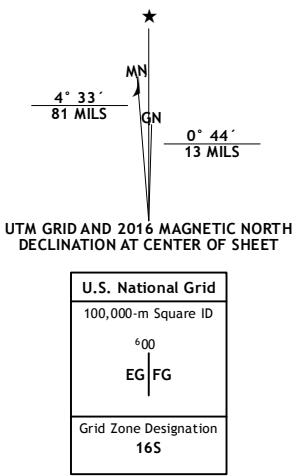 ★
MN
4° 33´
81 MILS
GN
0° 44´
13 MILS
UTM GRID AND 2016 MAGNETIC NORTH
DECLINATION AT CENTER OF SHEET
U.S. National Grid
100,000-m Square ID
⁶00
EG FG
Grid Zone Designation
16S